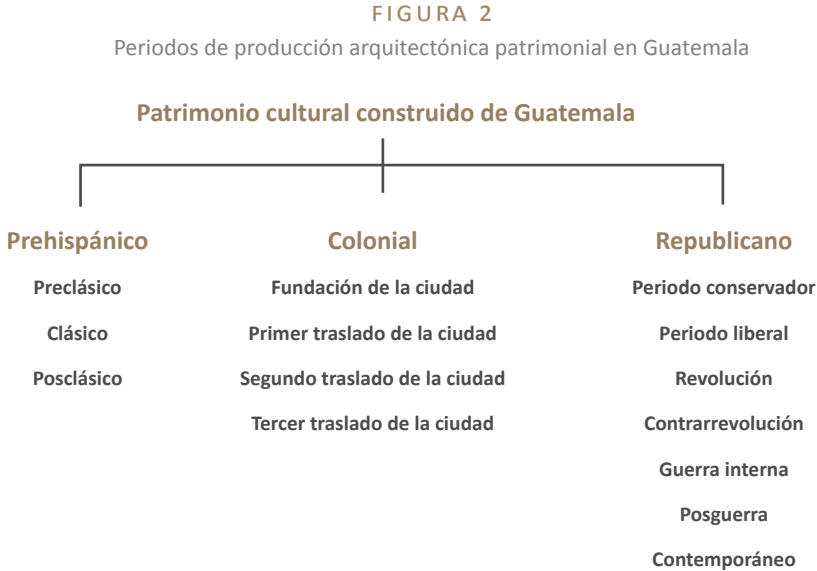 FIGURA 2
Periodos de producción arquitectónica patrimonial en Guatemala
Patrimonio cultural construido de Guatemala
Prehispánico
Preclásico
Clásico
Posclásico
Colonial
Fundación de la ciudad
Primer traslado de la ciudad
Segundo traslado de la ciudad
Tercer traslado de la ciudad
Republicano
Periodo conservador
Periodo liberal
Revolución
Contrarrevolución
Guerra interna
Posguerra
Contemporáneo